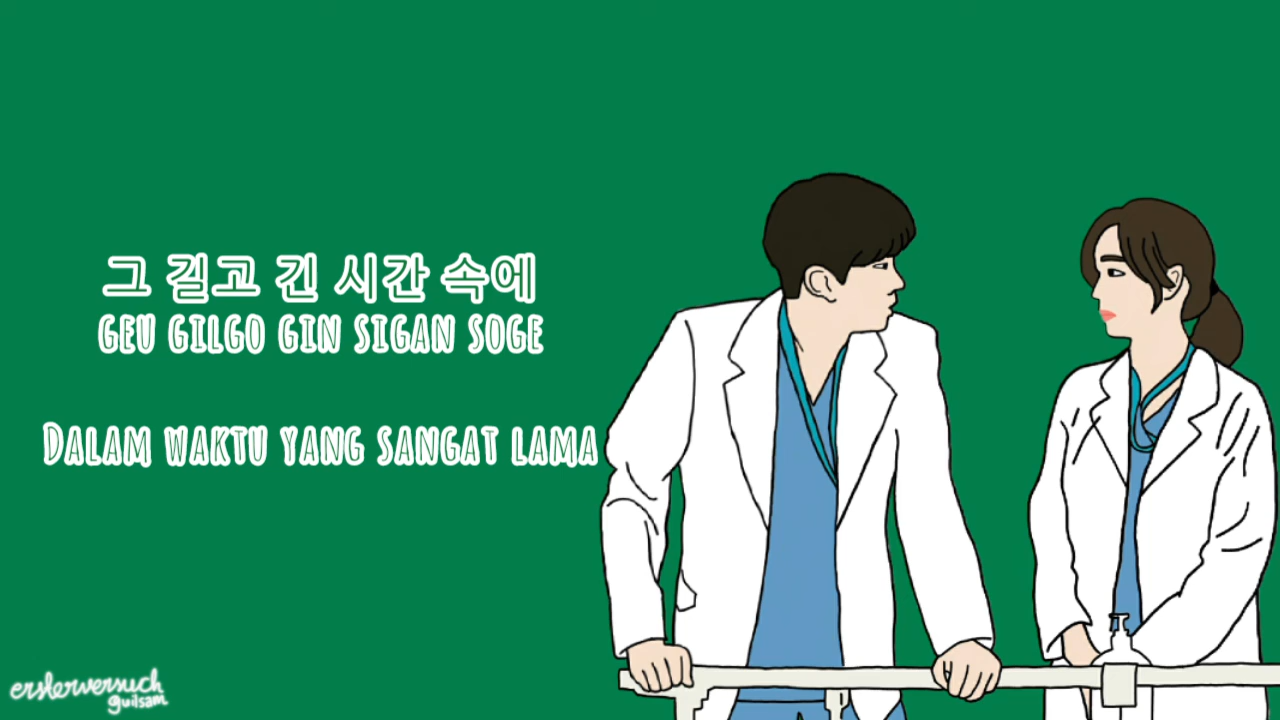 그 길고 긴 시간 속에
GEU GILGO GIN SIGAN SOGE
DALAM WAKTU YANG SANGAT LAMA
ersterversuch
guilsam